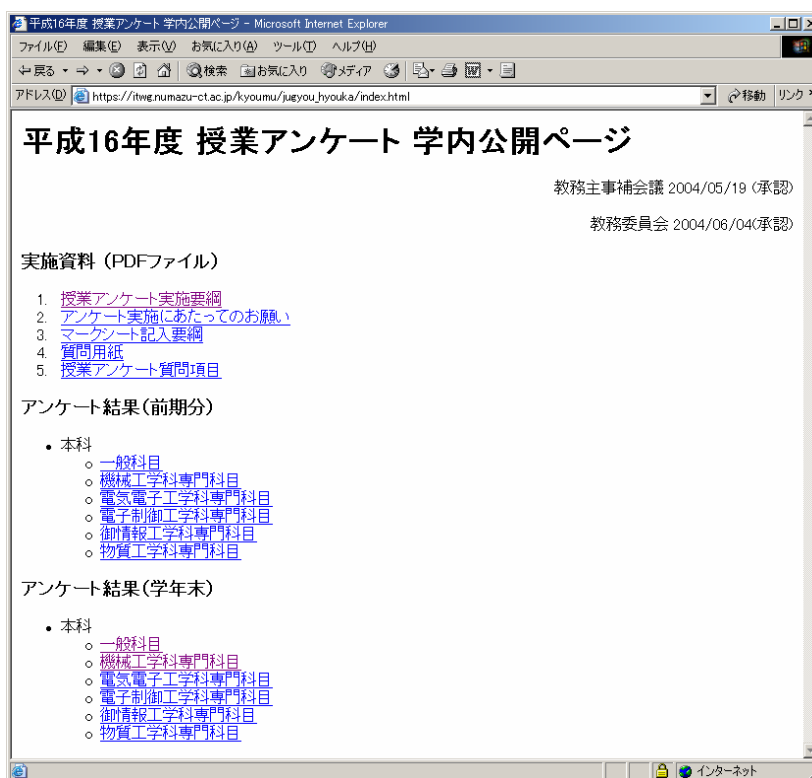 平成16年度 授業アンケート 学内公開ページ - Microsoft Internet Explorer
ファイル(F) 編集(E) 表示(V) お気に入り(A) ツール(T) ヘルプ(H)
戻る 検索 お気に入り メディア
アドレス(D) https://itwg.numazu-ct.ac.jp/kyoumu/jugyou_hyouka/index.html 移動 リンク
平成16年度 授業アンケート 学内公開ページ
教務主事補会議 2004/05/19 (承認)
教務委員会 2004/06/04(承認)
実施資料 (PDFファイル)
1. 授業アンケート実施要綱
2. アンケート実施にあたってのお願い
3. マークシート記入要綱
4. 質問用紙
5. 授業アンケート質問項目
アンケート結果(前期分)
本科
一般科目
機械工学科専門科目
電気電子工学科専門科目
電子制御工学科専門科目
御情報工学科専門科目
物質工学科専門科目
アンケート結果(学年末)
本科
一般科目
機械工学科専門科目
電気電子工学科専門科目
電子制御工学科専門科目
御情報工学科専門科目
物質工学科専門科目
インターネット